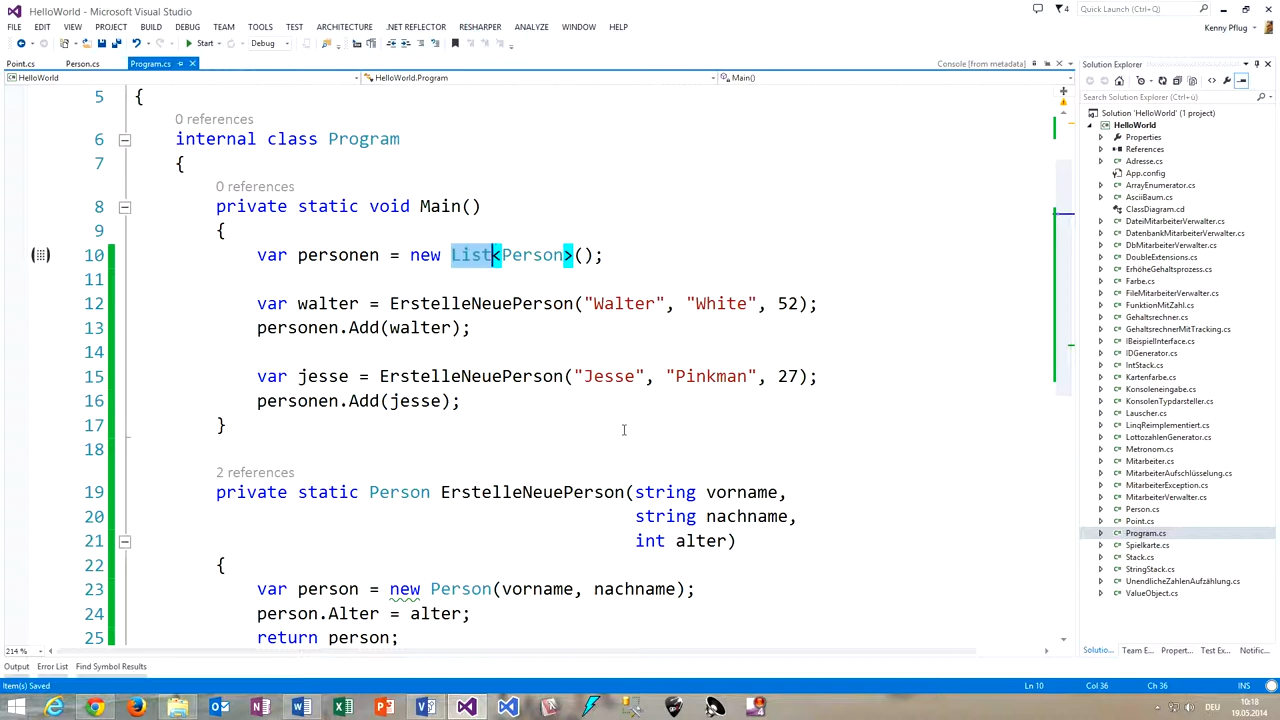 HelloWorld - Microsoft Visual Studio
4
Quick Launch (Ctrl+Q)
FILE EDIT VIEW PROJECT BUILD DEBUG TEAM TOOLS TEST ARCHITECTURE .NET REFLECTOR RESHARPER ANALYZE WINDOW HELP
Kenny Pflug
Start Debug
Point.cs Person.cs Program.cs
Console [from metadata]
HelloWorld HelloWorld.Program Main()
5 {
0 references
6 internal class Program
7 {
0 references
8 private static void Main()
9 {
10 var personen = new List<Person>();
11
12 var walter = ErstelleNeuePerson("Walter", "White", 52);
13 personen.Add(walter);
14
15 var jesse = ErstelleNeuePerson("Jesse", "Pinkman", 27);
16 personen.Add(jesse);
17 }
18
2 references
19 private static Person ErstelleNeuePerson(string vorname,
20 string nachname,
21 int alter)
22 {
23 var person = new Person(vorname, nachname);
24 person.Alter = alter;
25 return person;
214 %
Solution Explorer
Search Solution Explorer (Ctrl+ü)
Solution 'HelloWorld' (1 project)
HelloWorld
Properties
References
Adresse.cs
App.config
ArrayEnumerator.cs
AsciiBaum.cs
ClassDiagram.cd
DateiMitarbeiterVerwalter.cs
DatenbankMitarbeiterVerwalter.cs
DbMitarbeiterVerwalter.cs
DoubleExtensions.cs
ErhöheGehaltsprozess.cs
Farbe.cs
FileMitarbeiterVerwalter.cs
FunktionMitZahl.cs
Gehaltsrechner.cs
GehaltsrechnerMitTracking.cs
IBeispielInterface.cs
IDGenerator.cs
IntStack.cs
Kartenfarbe.cs
Konsoleneingabe.cs
KonsolenTypdarsteller.cs
Lauscher.cs
LinqReimplementiert.cs
LottozahlenGenerator.cs
Metronom.cs
Mitarbeiter.cs
MitarbeiterAufschlüsselung.cs
MitarbeiterException.cs
MitarbeiterVerwalter.cs
Person.cs
Point.cs
Program.cs
Spielkarte.cs
Stack.cs
StringStack.cs
UnendlicheZahlenAufzählung.cs
ValueObject.cs
Solutio... Team E... Propert... Test Ex... Notific...
Output Error List Find Symbol Results
Item(s) Saved Ln 10 Col 36 Ch 36 INS
DEU
10:18
19.05.2014